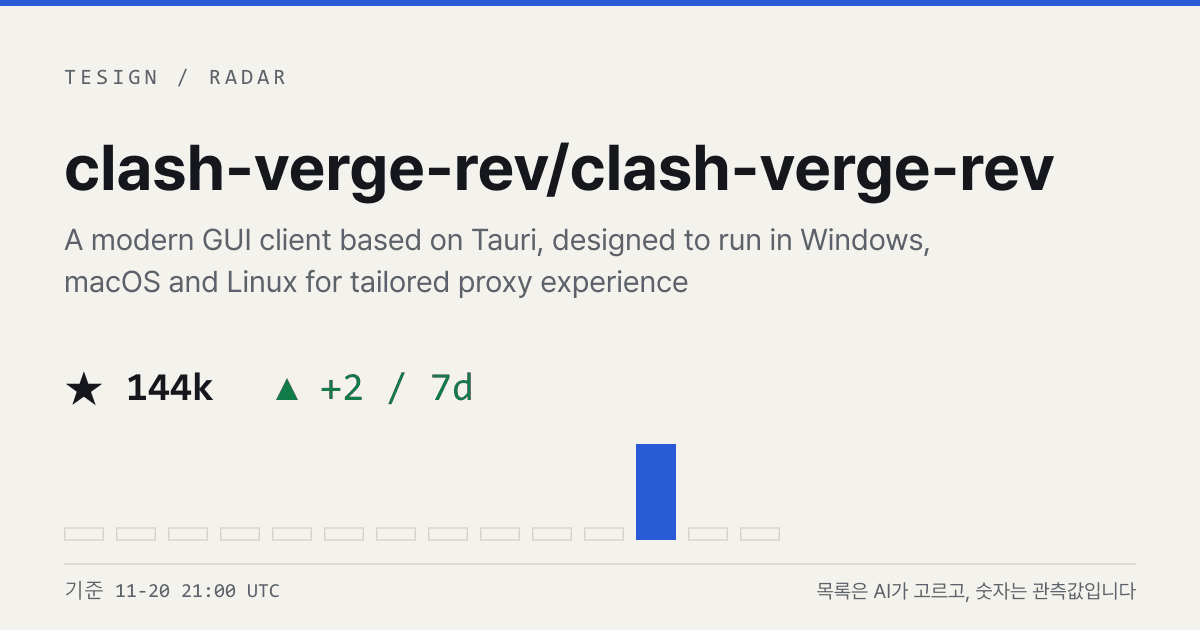 TESIGN / RADAR
clash-verge-rev/clash-verge-rev
A modern GUI client based on Tauri, designed to run in Windows,
macOS and Linux for tailored proxy experience
★ 144k ▲ +2 / 7d
기준 11-20 21:00 UTC
목록은 AI가 고르고, 숫자는 관측값입니다